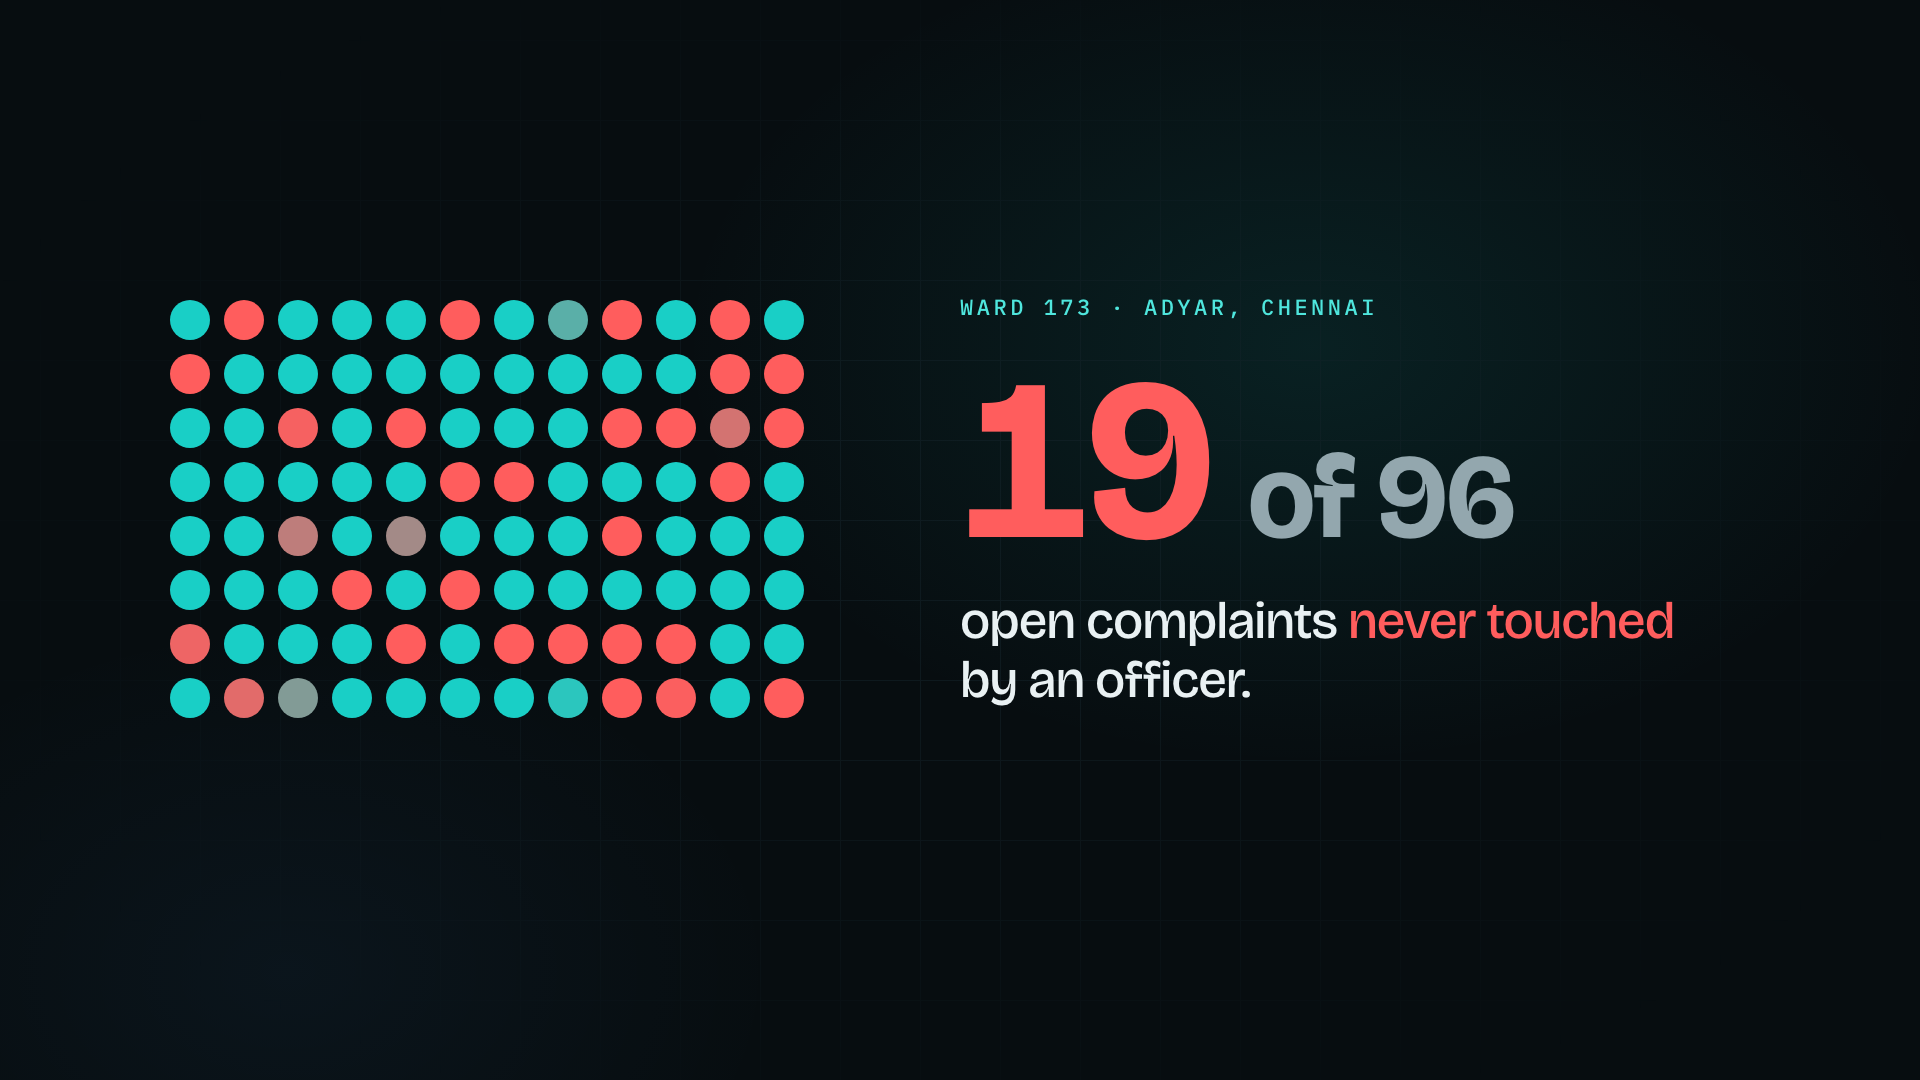 WARD 173 · ADYAR, CHENNAI
19 of 96
open complaints never touched
by an officer.